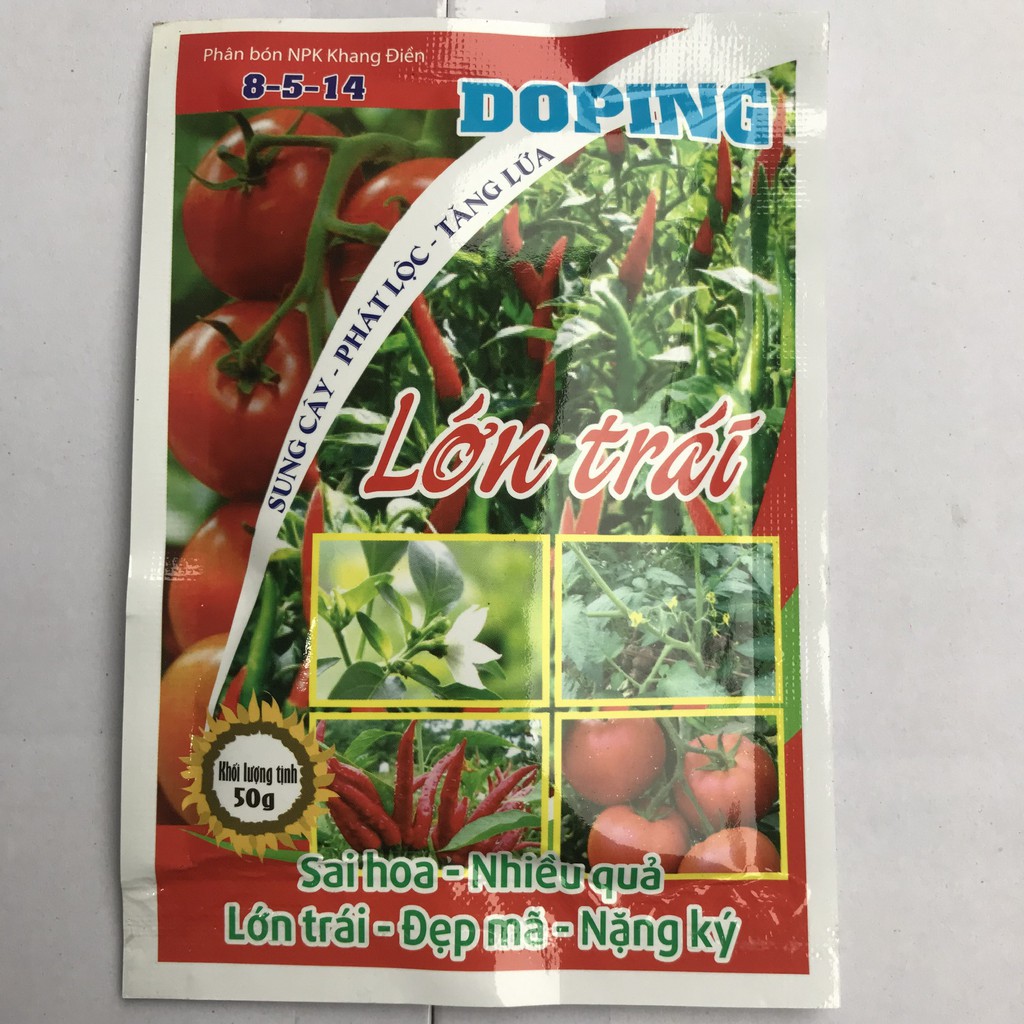 Phân bón NPK Khang Điền
8-5-14
DOPING
SUNG CÂY - PHÁT LỘC - TĂNG LỨA
Lớn trái
Khối lượng tịnh
50g
Sai hoa - Nhiều quả
Lớn trái - Đẹp mã - Nặng ký